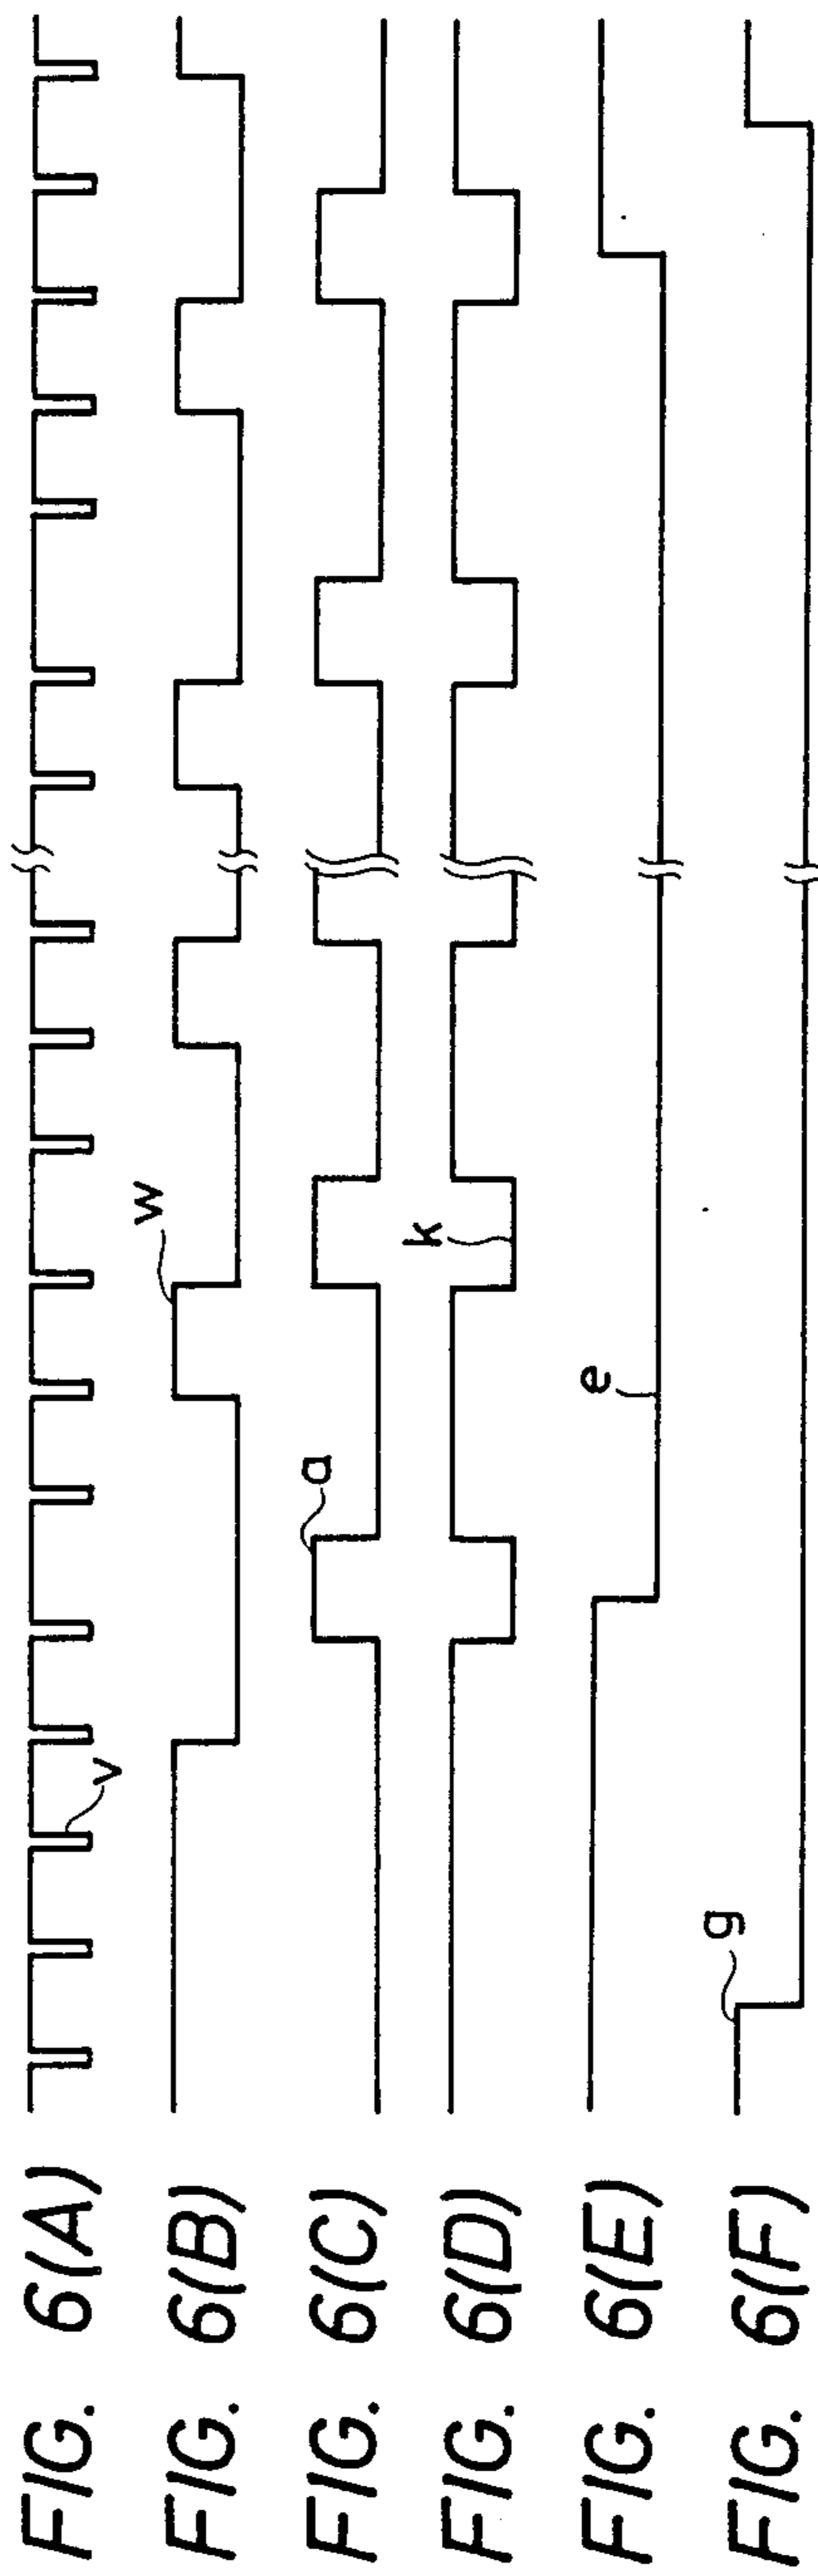 FIG. 6(A)
v
FIG. 6(B)
w
FIG. 6(C)
a
FIG. 6(D)
k
FIG. 6(E)
e
FIG. 6(F)
g